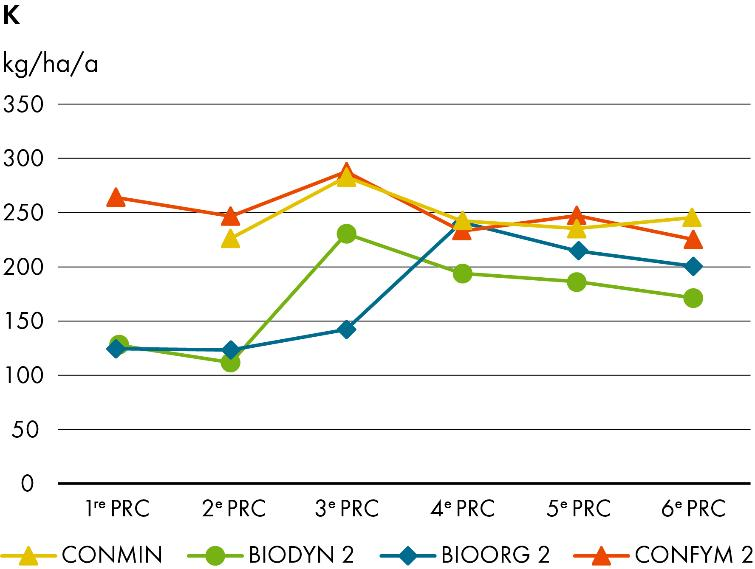 K
kg/ha/a
350
300
250
200
150
100
50
0
1re PRC 2e PRC 3e PRC 4e PRC 5e PRC 6e PRC
CONMIN BIODYN 2 BIOORG 2 CONFYM 2